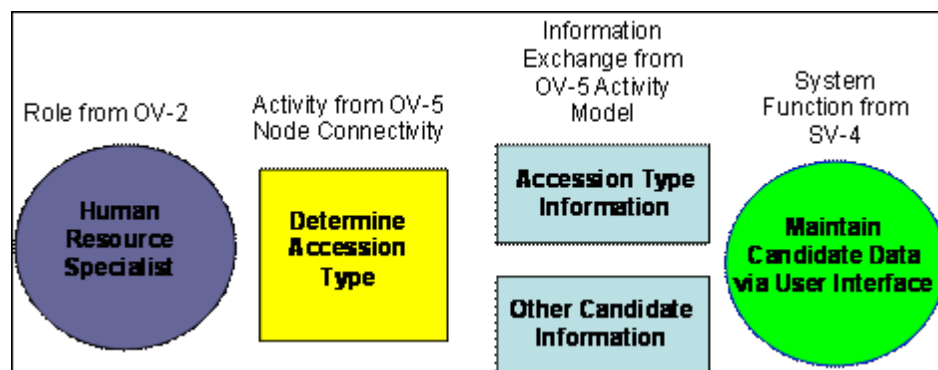 Role from OV-2
Activity from OV-5
Node Connectivity
Information
Exchange from
OV-5 Activity
Model
System
Function from
SV-4
Human
Resource
Specialist
Determine
Accession
Type
Accession Type
Information
Other Candidate
Information
Maintain
Candidate Data
via User Interface